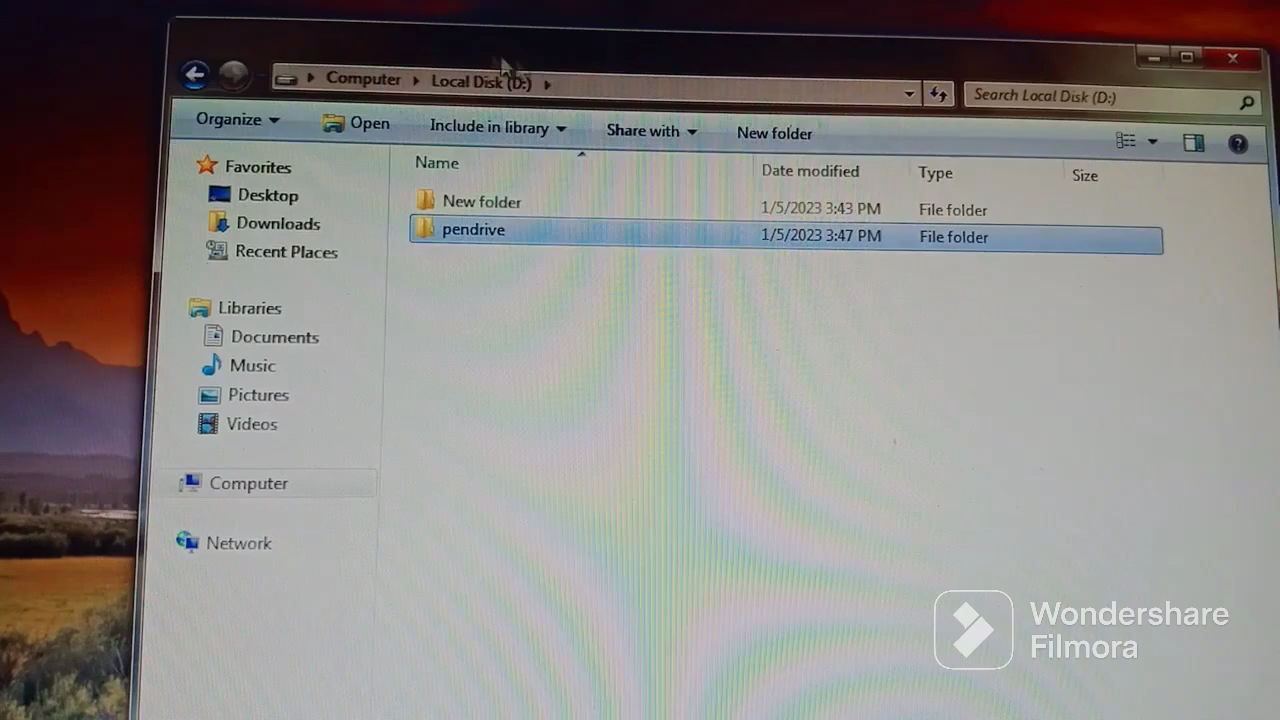 Computer Local Disk (D:)
Search Local Disk (D:)
Organize Open Include in library Share with New folder
Name Date modified Type Size
New folder 1/5/2023 3:43 PM File folder
pendrive 1/5/2023 3:47 PM File folder
Favorites
Desktop
Downloads
Recent Places
Libraries
Documents
Music
Pictures
Videos
Computer
Network
Wondershare
Filmora